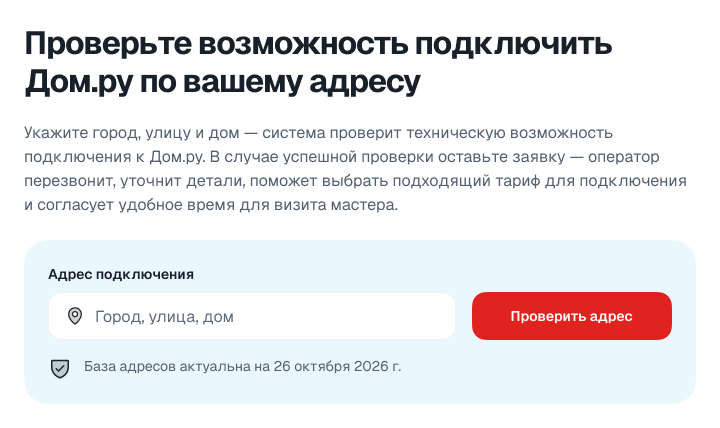 Проверьте возможность подключить
Дом.ру по вашему адресу
Укажите город, улицу и дом — система проверит техническую возможность
подключения к Дом.ру. В случае успешной проверки оставьте заявку — оператор
перезвонит, уточнит детали, поможет выбрать подходящий тариф для подключения
и согласует удобное время для визита мастера.
Адрес подключения
Город, улица, дом
Проверить адрес
База адресов актуальна на 26 октября 2026 г.